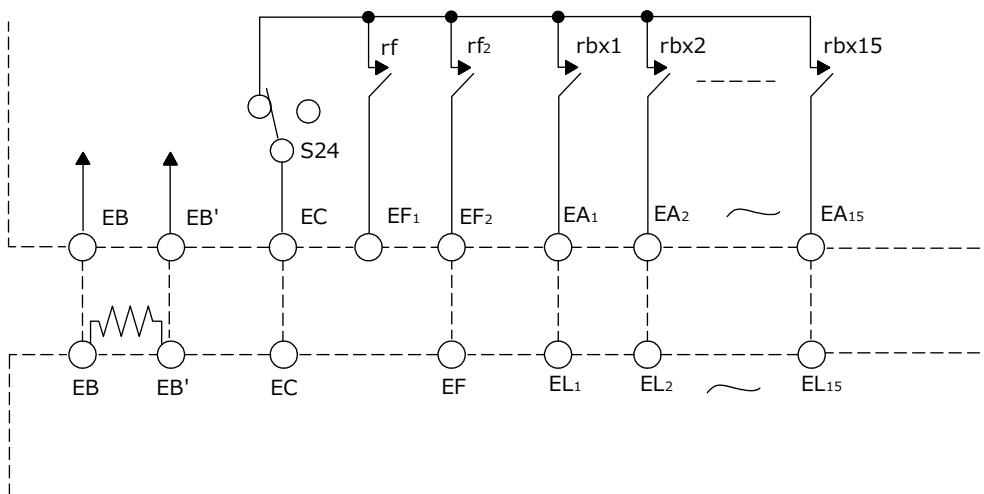 rf rf₂ rbx1 rbx2 rbx15
S24
EB EB' EC EF₁ EF₂ EA₁ EA₂ EA₁₅
EB EB' EC EF EL₁ EL₂ EL₁₅